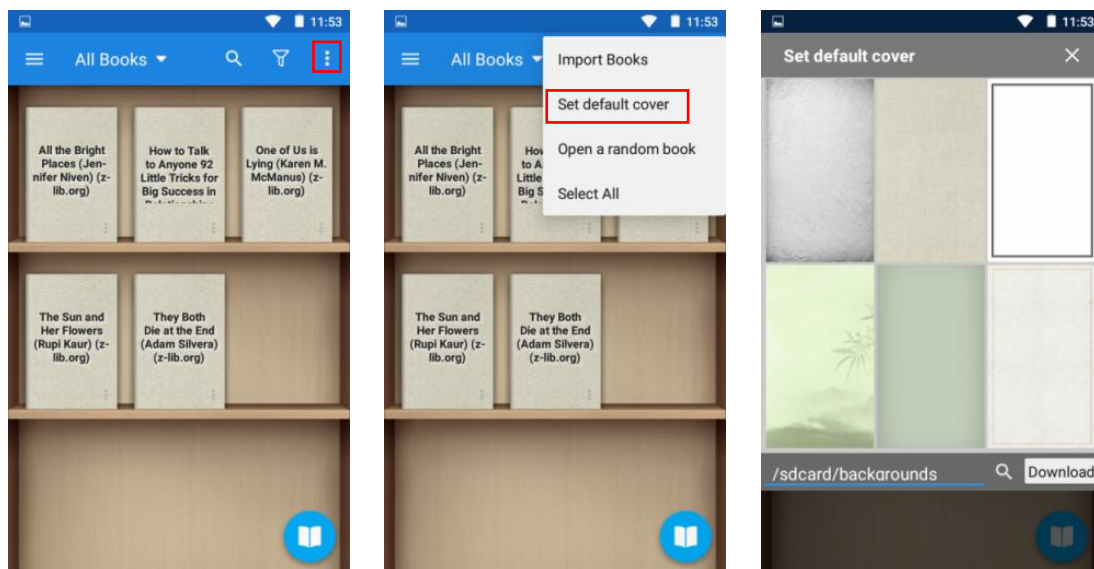 11:53
All Books
All the Bright
Places (Jen-
nifer Niven) (z-
lib.org)
How to Talk
to Anyone 92
Little Tricks for
Big Success in
One of Us is
Lying (Karen M.
McManus) (z-
lib.org)
The Sun and
Her Flowers
(Rupi Kaur) (z-
lib.org)
They Both
Die at the End
(Adam Silvera)
(z-lib.org)
11:53
All Books
Import Books
Set default cover
Open a random book
Select All
All the Bright
Places (Jen-
nifer Niven) (z-
lib.org)
Little
Big S
The Sun and
Her Flowers
(Rupi Kaur) (z-
lib.org)
They Both
Die at the End
(Adam Silvera)
(z-lib.org)
11:53
Set default cover
/sdcard/backgrounds
Download